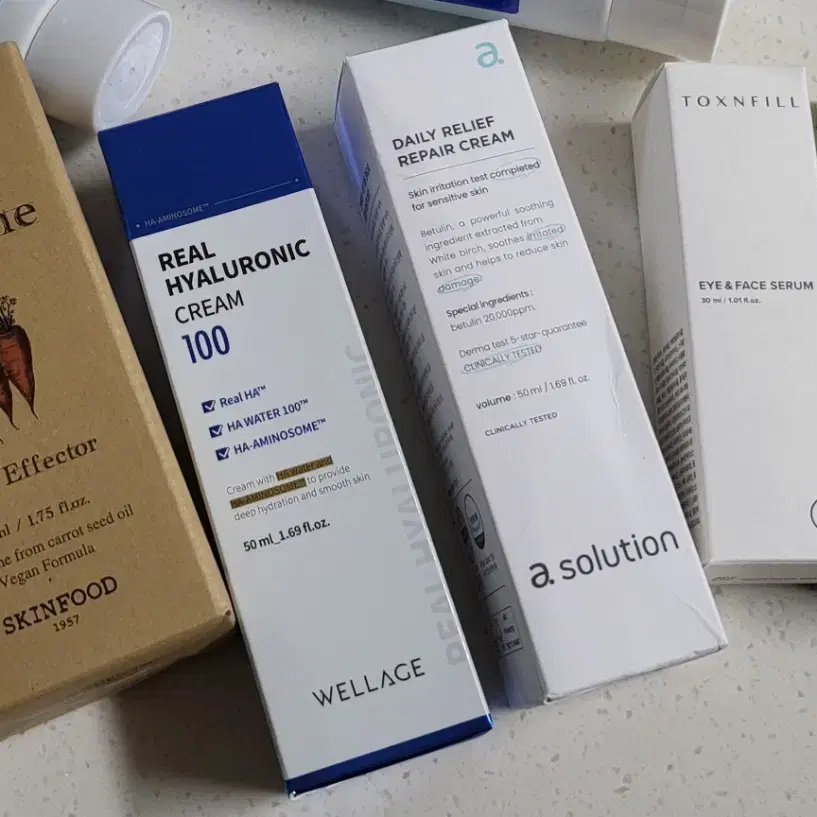 ne
Effector
ml / 1.75 fl.oz.
ne from carrot seed oil
Vegan Formula
SKINFOOD
1957
HA-AMINOSOME™
REAL
HYALURONIC
CREAM
100
Real HA™
HA WATER 100™
HA-AMINOSOME™
Cream with HA water and
HA-AMINOSOME™ to provide
deep hydration and smooth skin
50 ml_1.69 fl.oz.
WELLAGE
REAL HYALURONIC
a.
DAILY RELIEF
REPAIR CREAM
Skin irritation test completed
for sensitive skin
Betulin, a powerful soothing
ingredient extracted from
White birch, soothes irritated
skin and helps to reduce skin
damage
Special ingredients :
betulin 20,000ppm.
Derma test 5-star-guarantee
CLINICALLY TESTED
volume : 50 ml / 1.69 fl. oz.
CLINICALLY TESTED
a. solution
TOXNFILL
EYE & FACE SERUM
30 ml / 1.01 fl.oz.